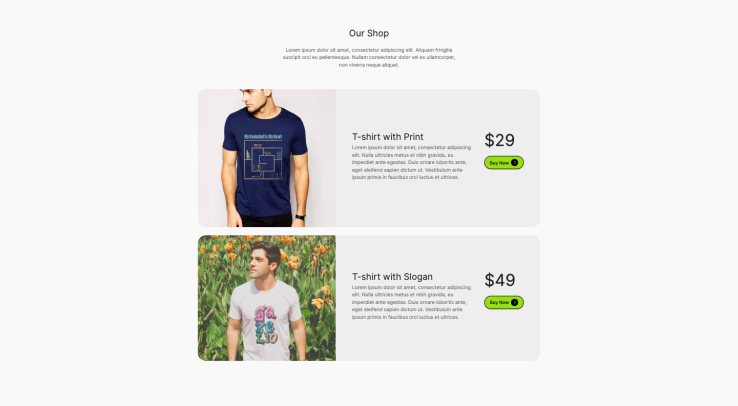 Our Shop
Lorem ipsum dolor sit amet, consectetur adipiscing elit. Aliquam fringilla
suscipit orci eu pellentesque. Nullam consectetur dolor vel ex ullamcorper,
non viverra neque aliquet.
My Bookshelf Is My Heart
T-shirt with Print
Lorem ipsum dolor sit amet, consectetur adipiscing
elit. Nulla ultricies metus et nibh gravida, eu
imperdiet ante egestas. Duis ornare lobortis ante,
eget eleifend sapien dictum ut. Vestibulum ante
ipsum primis in faucibus orci luctus et ultrices.
$29
Buy Now
T-shirt with Slogan
Lorem ipsum dolor sit amet, consectetur adipiscing
elit. Nulla ultricies metus et nibh gravida, eu
imperdiet ante egestas. Duis ornare lobortis ante,
eget eleifend sapien dictum ut. Vestibulum ante
ipsum primis in faucibus orci luctus et ultrices.
$49
Buy Now